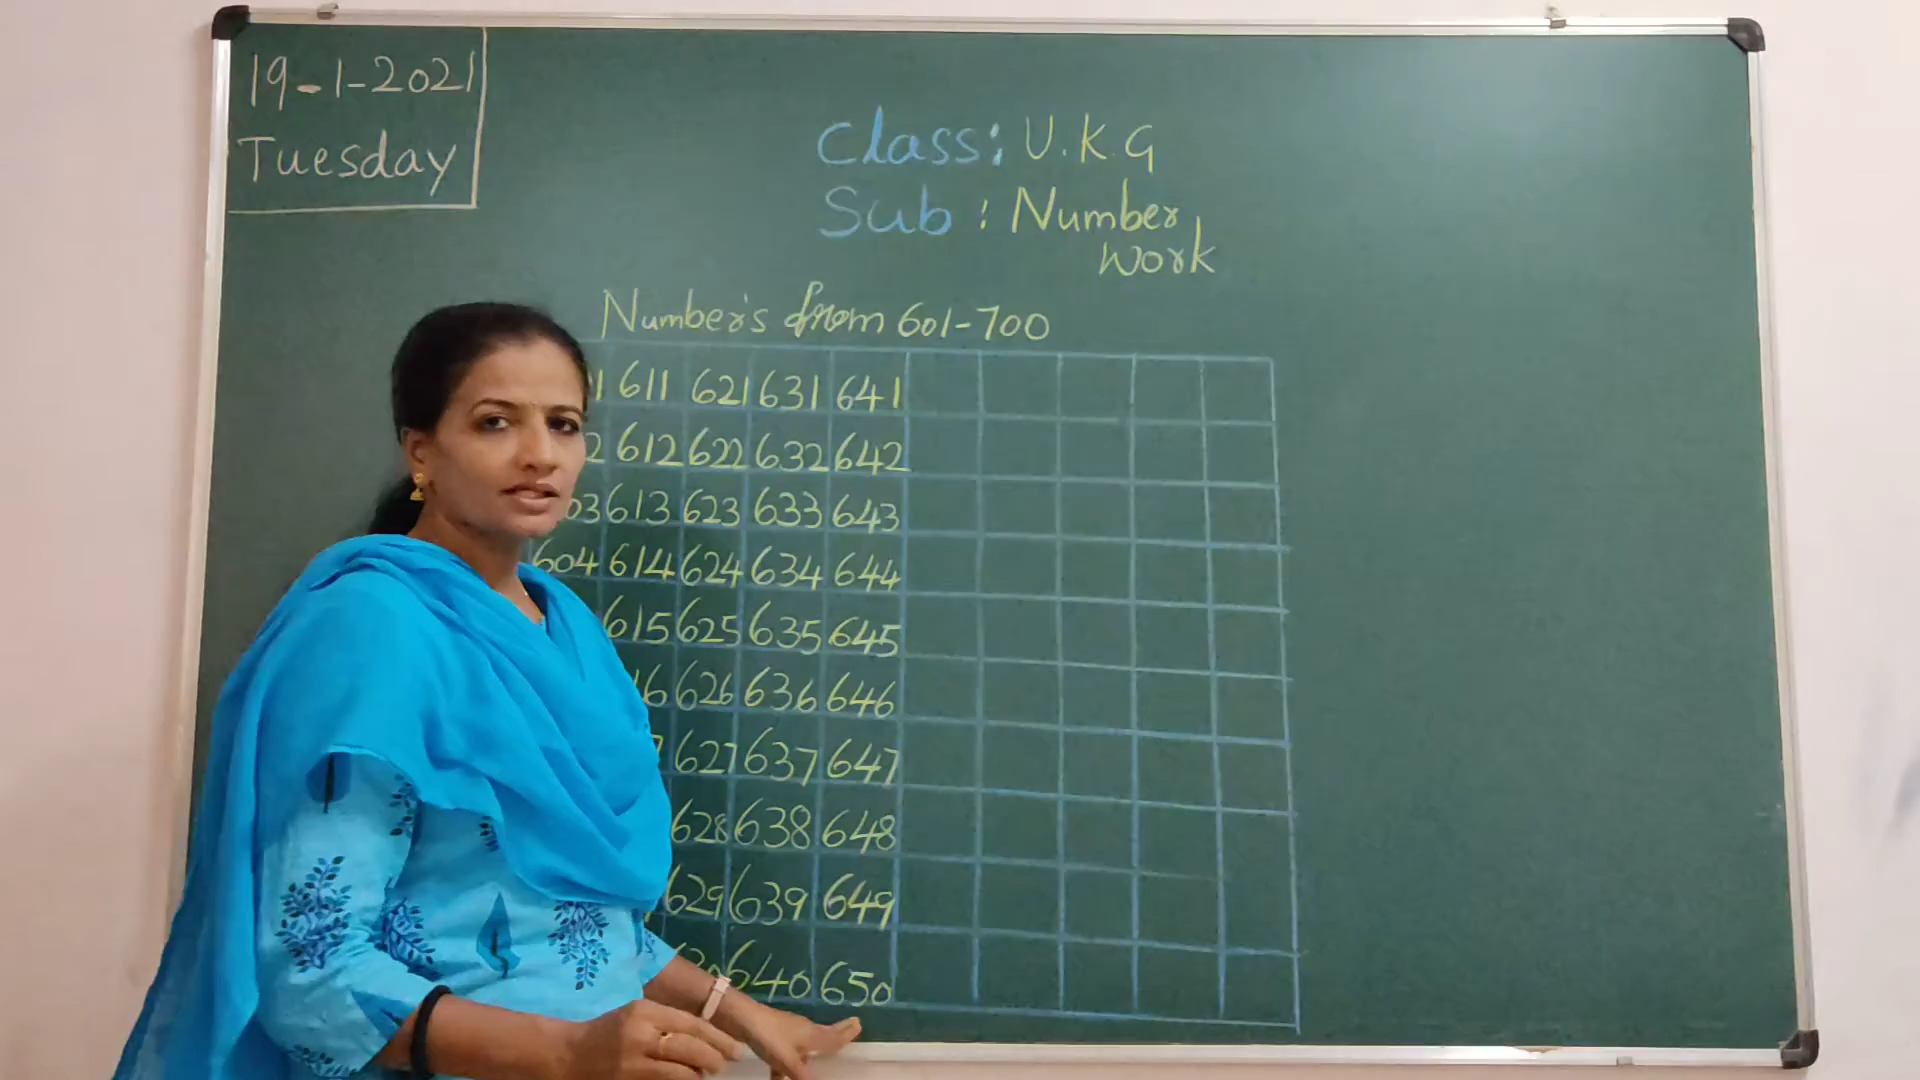 19-1-2021
Tuesday
Class: U.K.G
Sub: Number
Work
Number's from 601-700
611 621 631 641
612 622 632 642
613 623 633 643
604 614 624 634 644
615 625 635 645
626 636 646
627 637 647
628 638 648
629 639 649
640 650